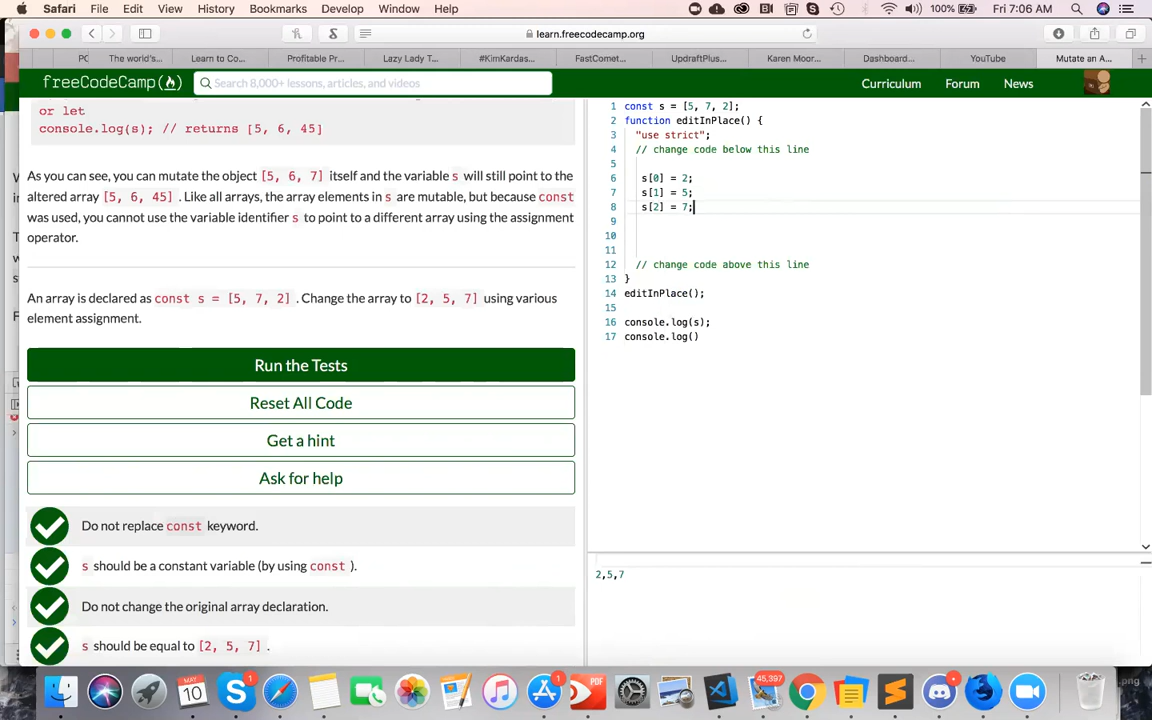 Safari File Edit View History Bookmarks Develop Window Help 100% Fri 7:06 AM
learn.freecodecamp.org
PC The world's... Learn to Co... Profitable Pr... Lazy Lady T... #KimKardas... FastComet... UpdraftPlus... Karen Moor... Dashboard... YouTube Mutate an A...
freeCodeCamp Search 8,000+ lessons, articles, and videos Curriculum Forum News
or let
console.log(s); // returns [5, 6, 45]
As you can see, you can mutate the object [5, 6, 7] itself and the variable s will still point to the
altered array [5, 6, 45] . Like all arrays, the array elements in s are mutable, but because const
was used, you cannot use the variable identifier s to point to a different array using the assignment
operator.
An array is declared as const s = [5, 7, 2] . Change the array to [2, 5, 7] using various
element assignment.
Run the Tests
Reset All Code
Get a hint
Ask for help
Do not replace const keyword.
s should be a constant variable (by using const ).
Do not change the original array declaration.
s should be equal to [2, 5, 7] .
1 const s = [5, 7, 2];
2 function editInPlace() {
3 "use strict";
4 // change code below this line
5
6 s[0] = 2;
7 s[1] = 5;
8 s[2] = 7;
9
10
11
12 // change code above this line
13 }
14 editInPlace();
15
16 console.log(s);
17 console.log()
2,5,7
MAY
10
1
1
PDF
45,397
.png